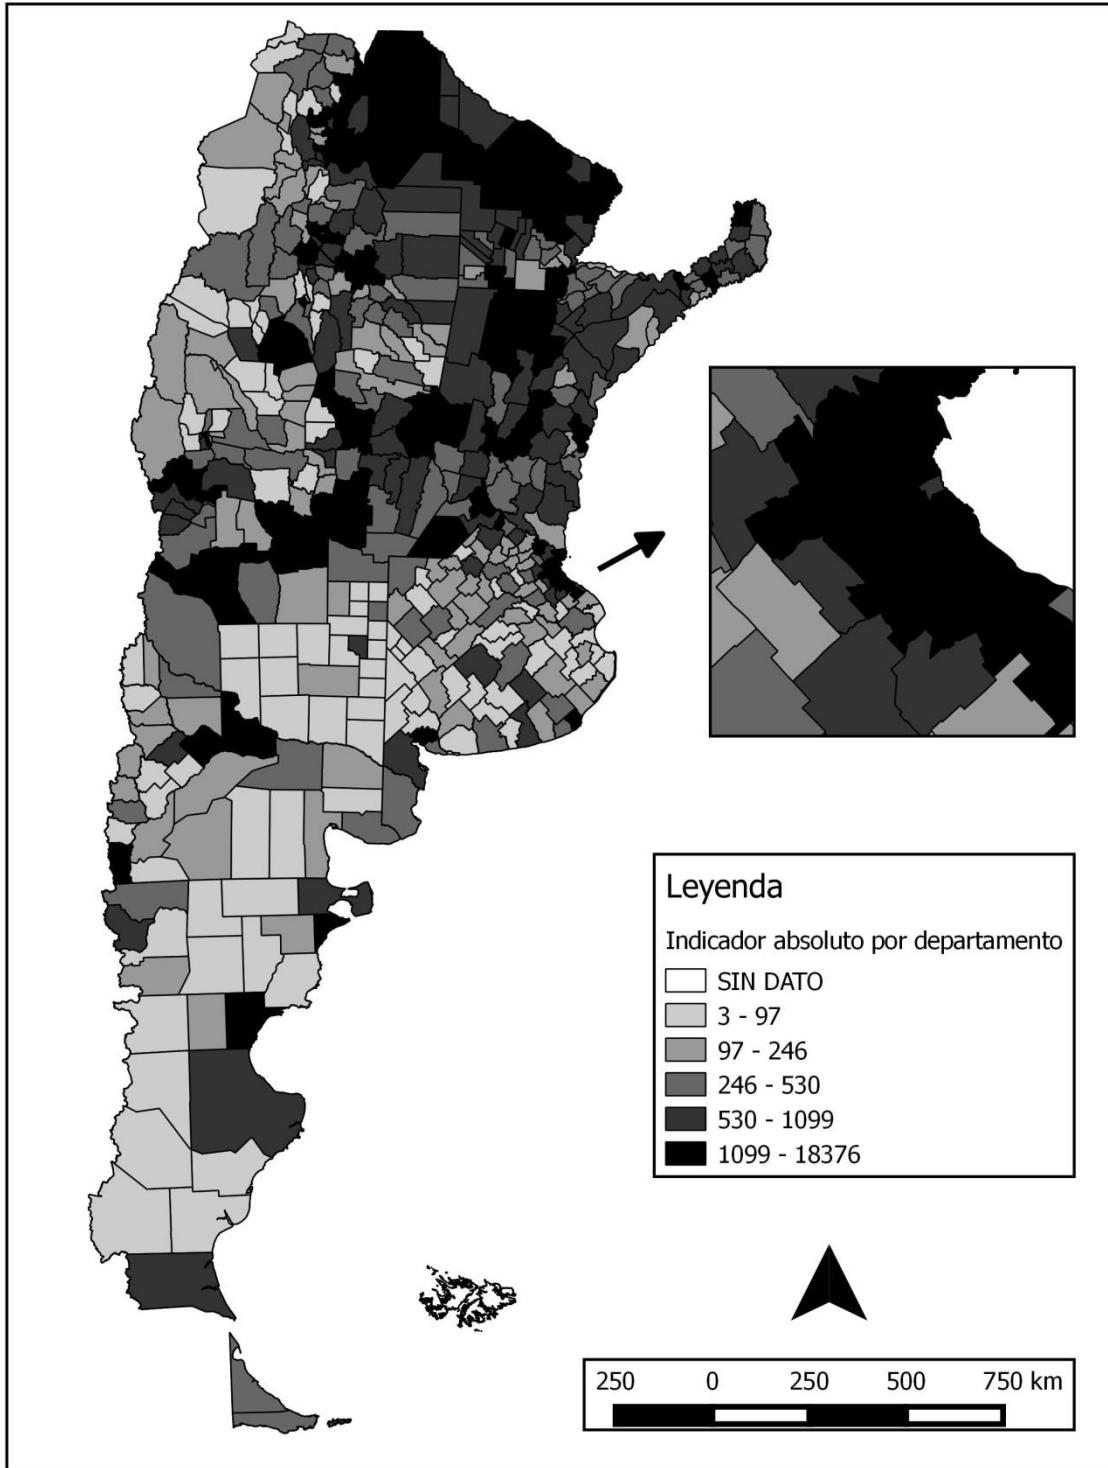 Leyenda
Indicador absoluto por departamento
SIN DATO
3 - 97
97 - 246
246 - 530
530 - 1099
1099 - 18376
250 0 250 500 750 km